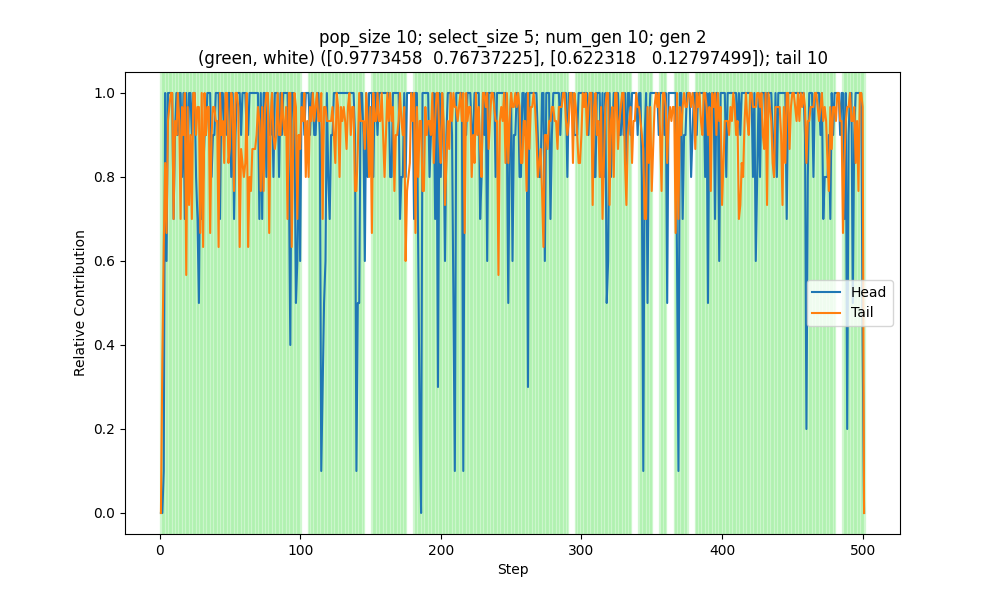 pop_size 10; select_size 5; num_gen 10; gen 2
(green, white) ([0.9773458  0.76737225], [0.622318   0.12797499]); tail 10
1.0
0.8
0.6
0.4
0.2
0.0
Relative Contribution
Head
Tail
0
100
200
300
400
500
Step